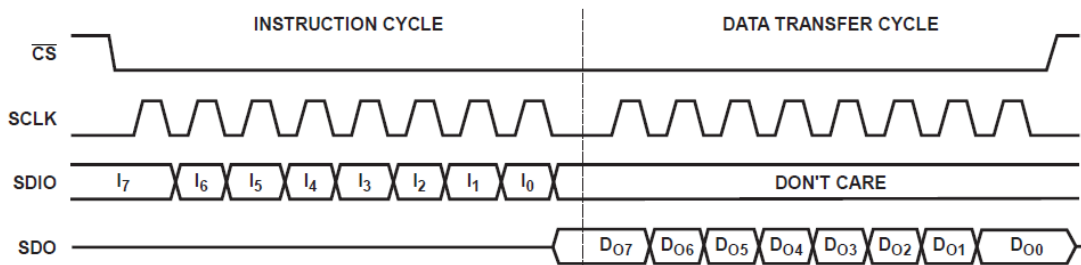 INSTRUCTION CYCLE DATA TRANSFER CYCLE
CS
SCLK
SDIO I7 I6 I5 I4 I3 I2 I1 I0 DON'T CARE
SDO DO7 DO6 DO5 DO4 DO3 DO2 DO1 DO0